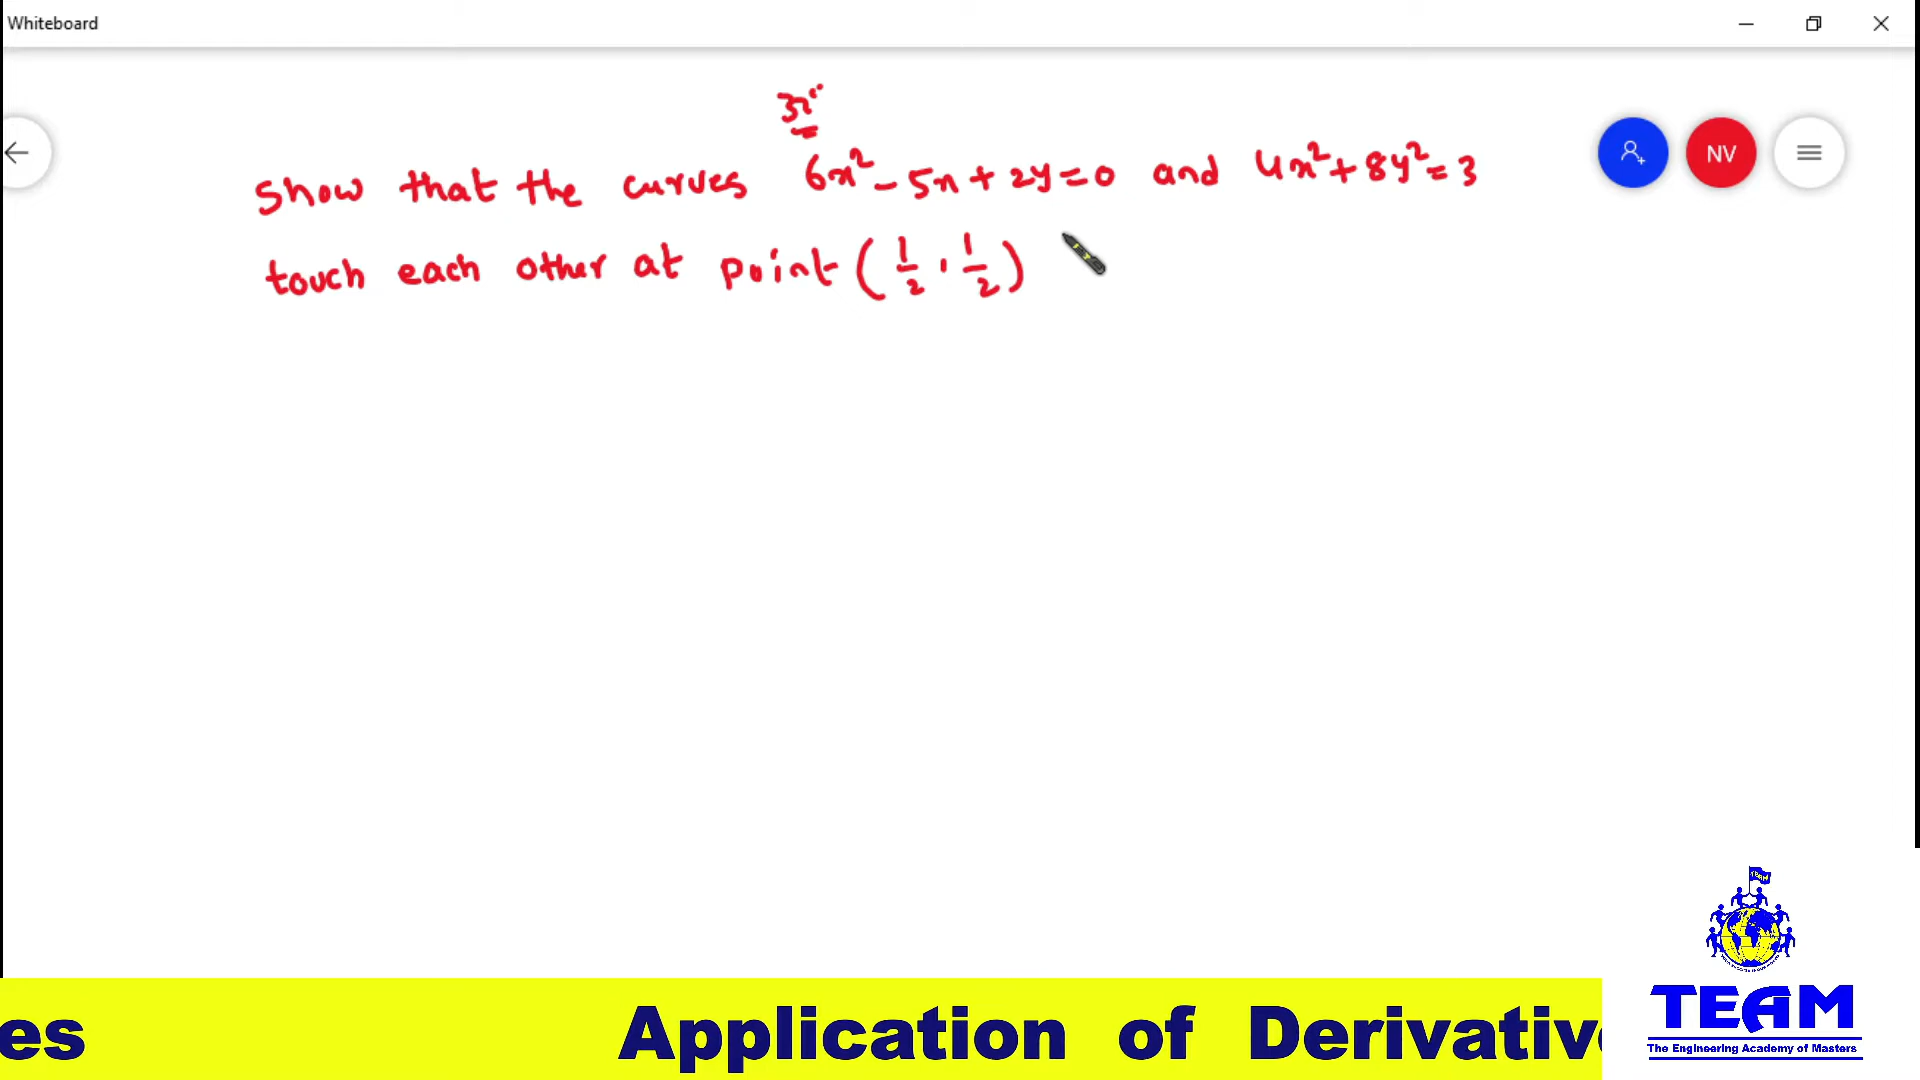 Whiteboard
NV
show that the curves 6x² - 5x + 2y = 0 and 4x² + 8y² = 3
touch each other at point (1/2, 1/2)
TEAM
The Engineering Academy of Masters
es Application of Derivativ